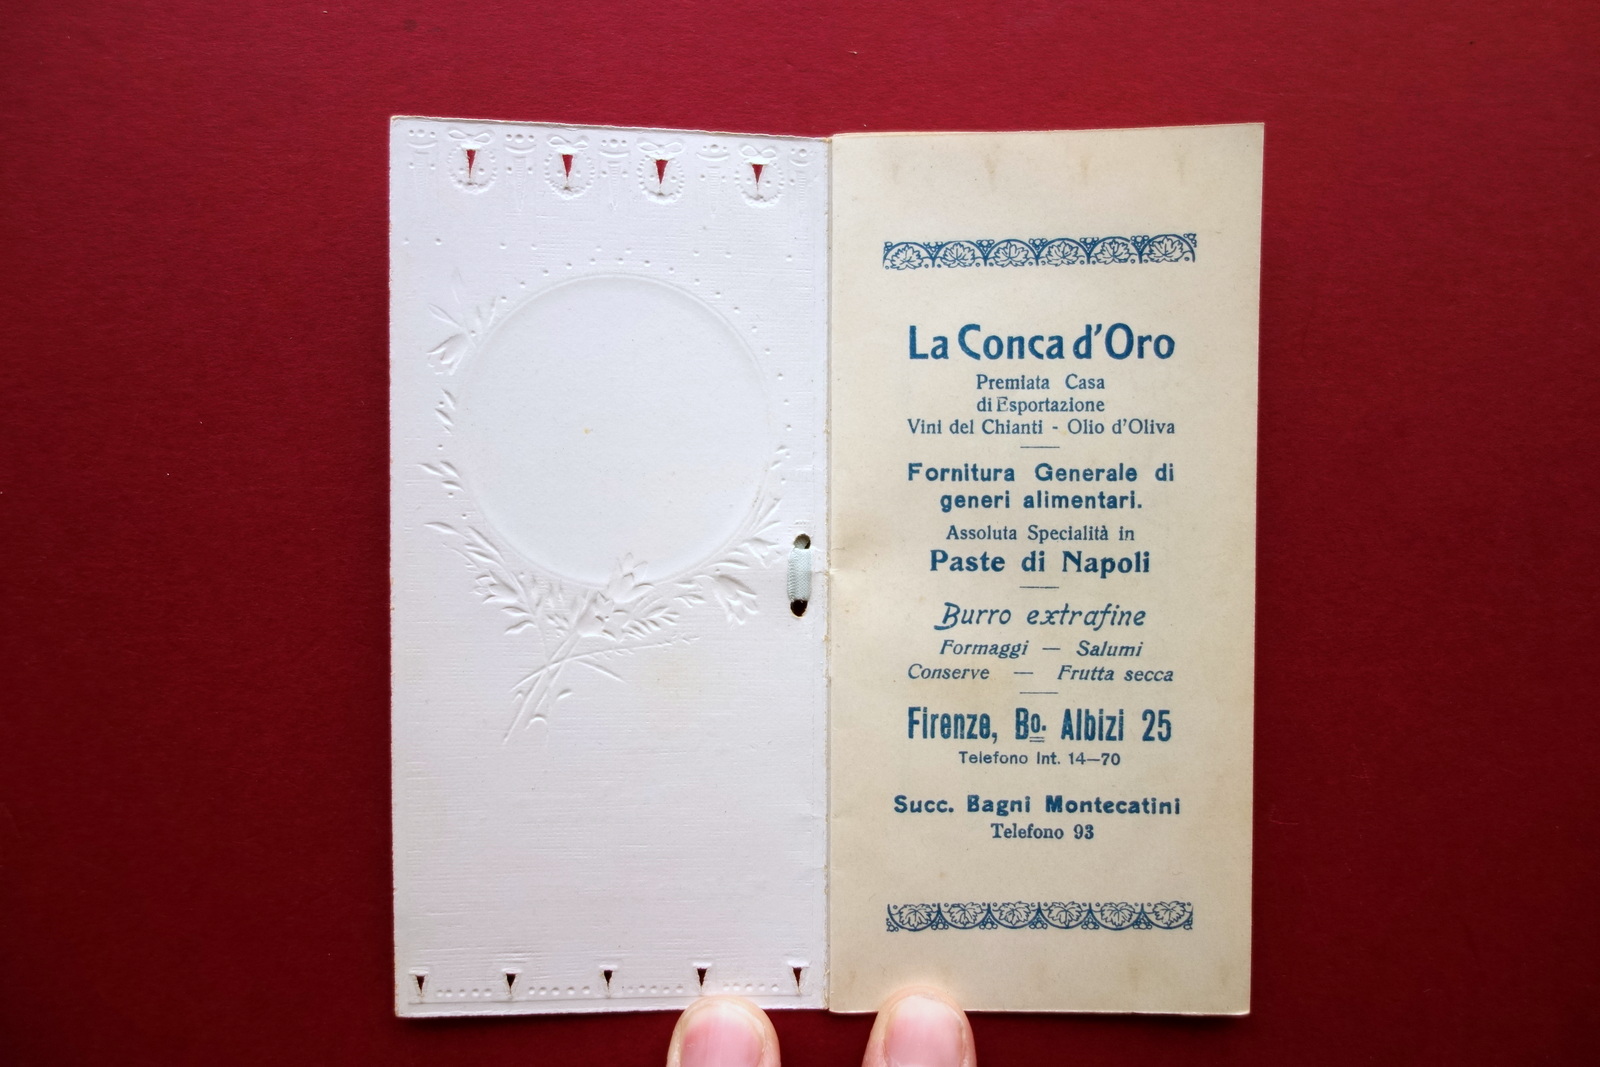 La Conca d'Oro
Premiata Casa
di Esportazione
Vini del Chianti - Olio d'Oliva
Fornitura Generale di
generi alimentari.
Assoluta Specialità in
Paste di Napoli
Burro extrafine
Formaggi — Salumi
Conserve — Frutta secca
Firenze, Bo. Albizi 25
Telefono Int. 14—70
Succ. Bagni Montecatini
Telefono 93